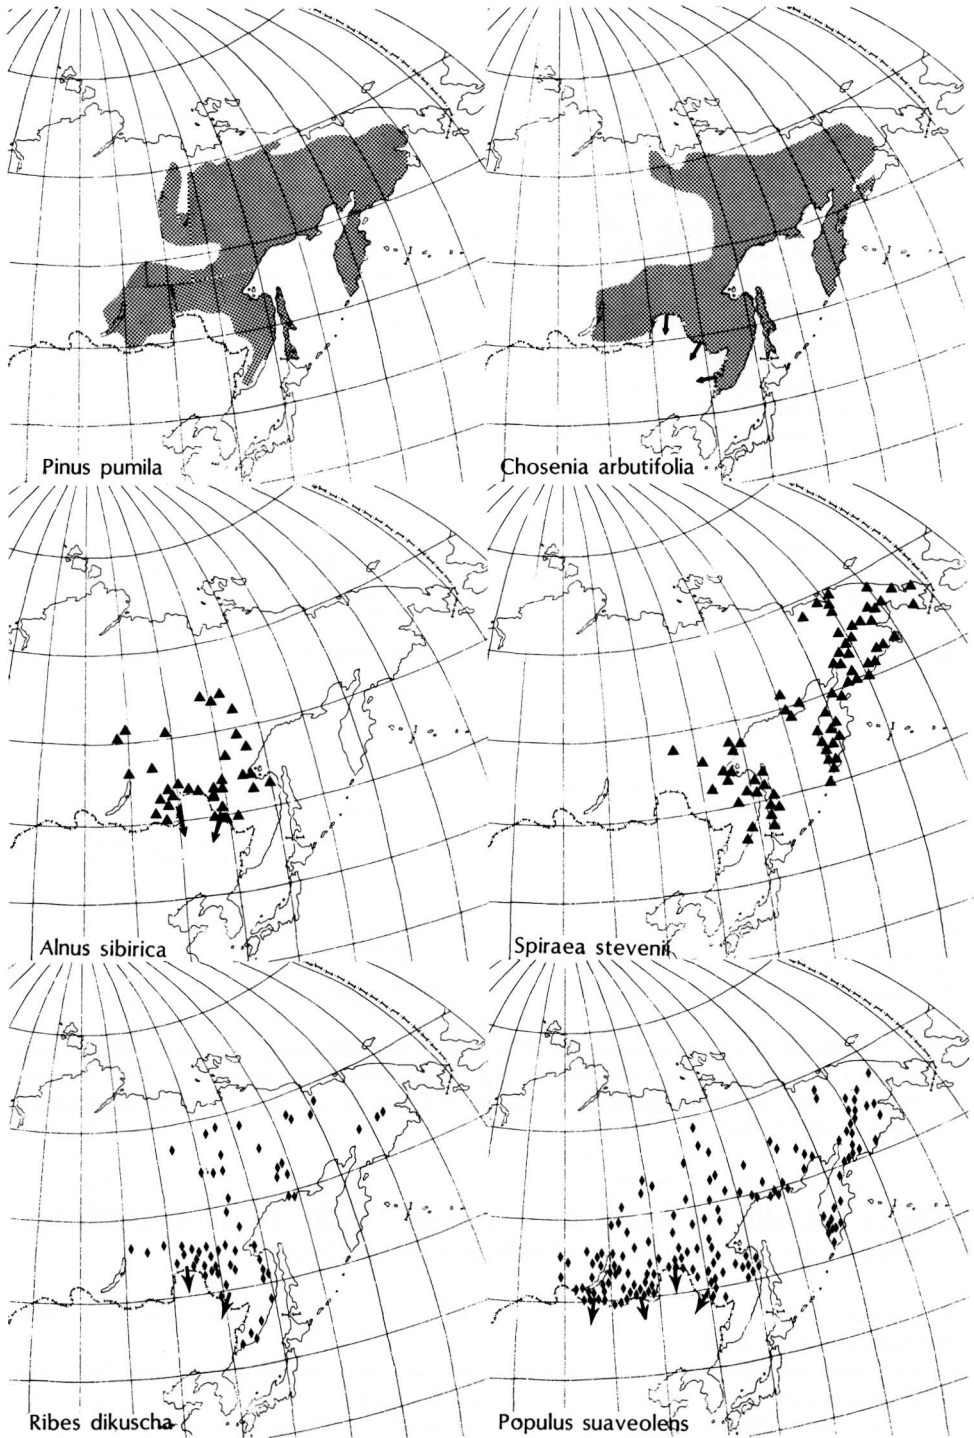 Pinus pumila
Chosenia arbutifolia
Alnus sibirica
Spiraea stevenii
Ribes dikuscha
Populus suaveolens